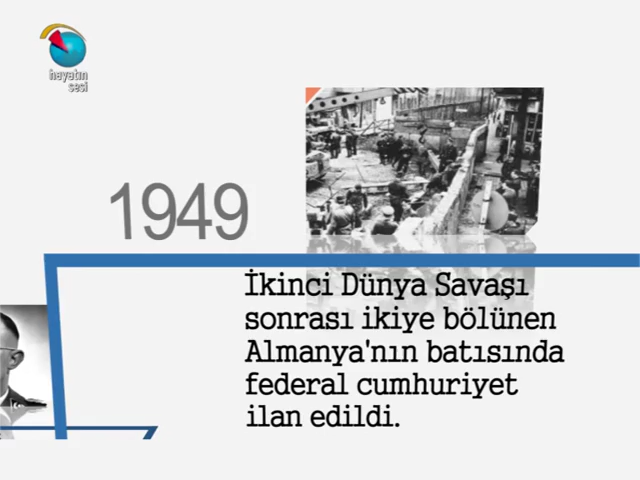 hayatın
sesi
1949
İkinci Dünya Savaşı
sonrası ikiye bölünen
Almanya'nın batısında
federal cumhuriyet
ilan edildi.